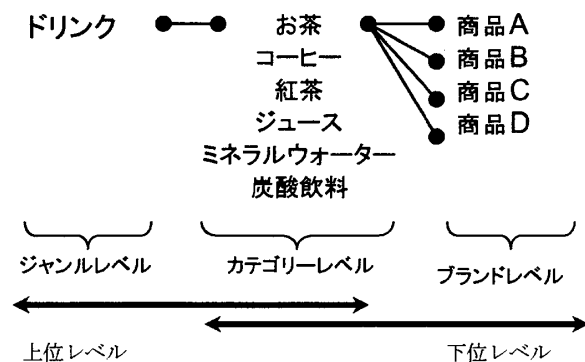 ドリンク
お茶
コーヒー
紅茶
ジュース
ミネラルウォーター
炭酸飲料
商品A
商品B
商品C
商品D
ジャンルレベル
カテゴリーレベル
ブランドレベル
上位レベル
下位レベル